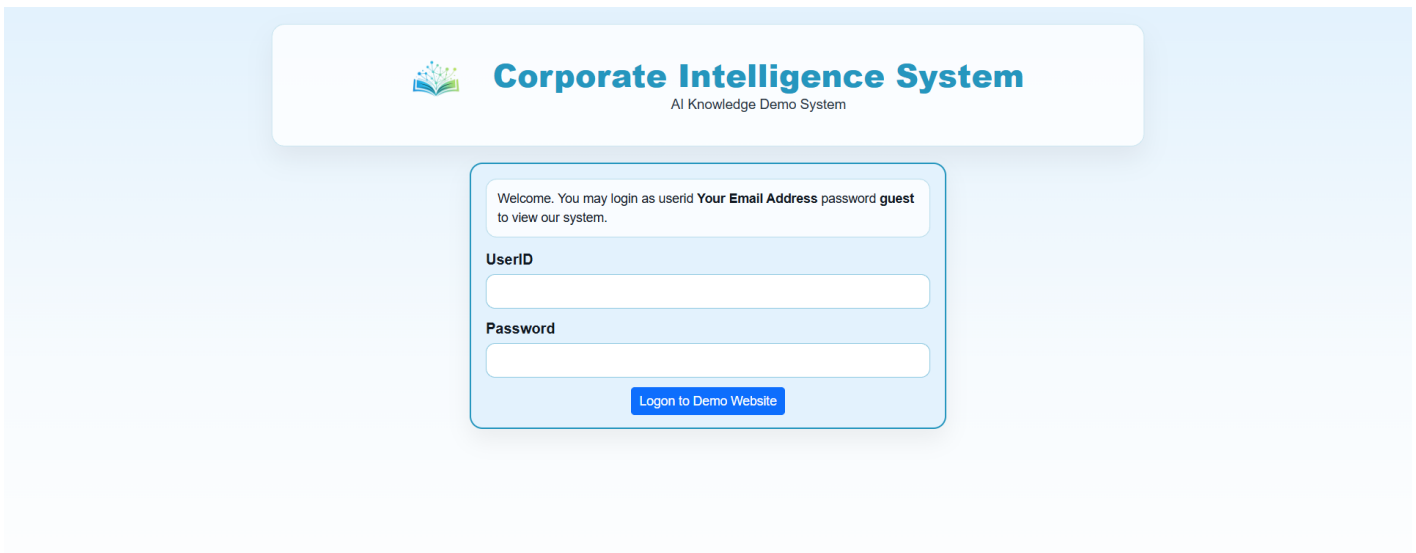 Corporate Intelligence System
AI Knowledge Demo System
Welcome. You may login as userid Your Email Address password guest
to view our system.
UserID
Password
Logon to Demo Website